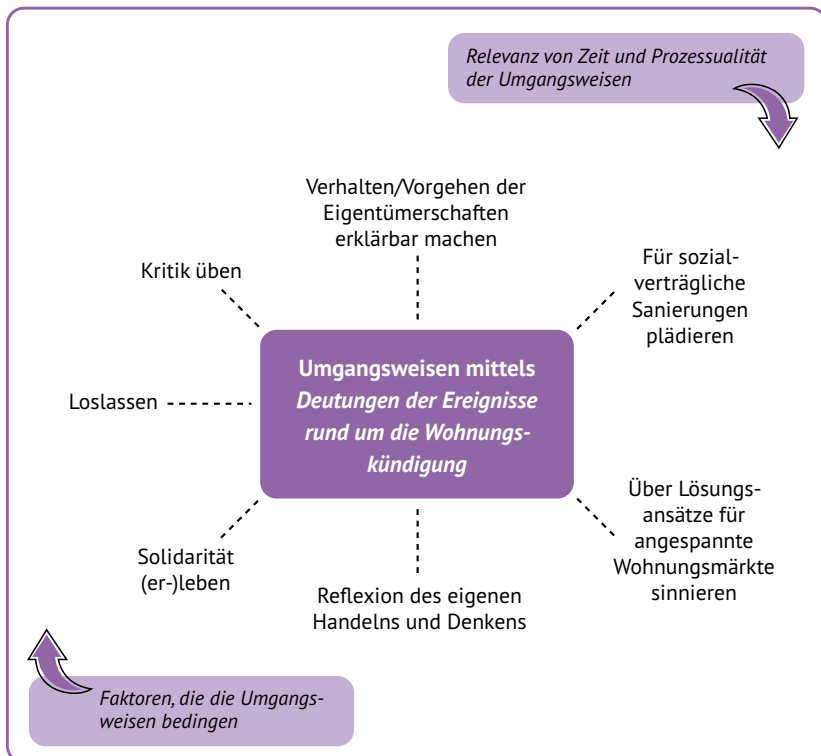 Relevanz von Zeit und Prozessualität
der Umgangsweisen
Verhalten/Vorgehen der
Eigentümerschaften
erklärbar machen
Kritik üben
Für sozial-
verträgliche
Sanierungen
plädieren
Loslassen
Umgangsweisen mittels
Deutungen der Ereignisse
rund um die Wohnungs-
kündigung
Solidarität
(er-)leben
Reflexion des eigenen
Handelns und Denkens
Über Lösungs-
ansätze für
angespannte
Wohnungsmärkte
sinnieren
Faktoren, die die Umgangs-
weisen bedingen